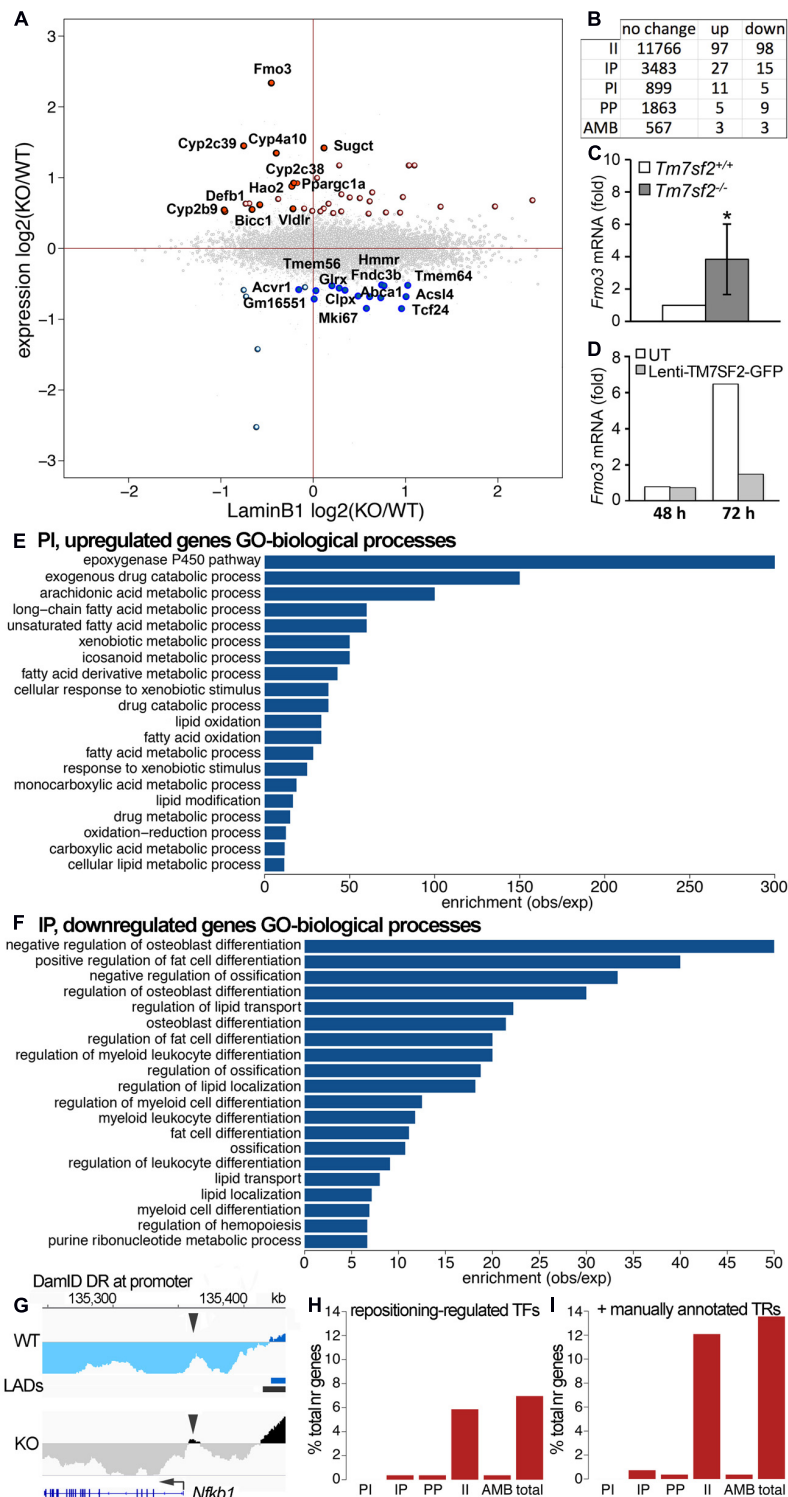 A
expression log2(KO/WT)
3
2
1
0
−1
−2
−3
Fmo3
Cyp2c39
Cyp4a10
Sugct
Cyp2c38
Hao2
Ppargc1a
Defb1
Cyp2b9
Bicc1
Vldlr
Tmem56
Hmmr
Acvr1
Glrx
Fndc3b
Tmem64
Gm16551
Clpx
Abca1
Acsl4
Mki67
Tcf24
−2 −1 0 1 2
LaminB1 log2(KO/WT)
B
no change up down
II 11766 97 98
IP 3483 27 15
PI 899 11 5
PP 1863 5 9
AMB 567 3 3
C
Fmo3 mRNA (fold)
10
8
6
4
2
0
Tm7sf2+/+
Tm7sf2-/-
*
D
Fmo3 mRNA (fold)
8
6
4
2
0
UT
Lenti-TM7SF2-GFP
48 h 72 h
E PI, upregulated genes GO-biological processes
epoxygenase P450 pathway
exogenous drug catabolic process
arachidonic acid metabolic process
long−chain fatty acid metabolic process
unsaturated fatty acid metabolic process
xenobiotic metabolic process
icosanoid metabolic process
fatty acid derivative metabolic process
cellular response to xenobiotic stimulus
drug catabolic process
lipid oxidation
fatty acid oxidation
fatty acid metabolic process
response to xenobiotic stimulus
monocarboxylic acid metabolic process
lipid modification
drug metabolic process
oxidation−reduction process
carboxylic acid metabolic process
cellular lipid metabolic process
0 50 100 150 200 250 300
enrichment (obs/exp)
F IP, downregulated genes GO-biological processes
negative regulation of osteoblast differentiation
positive regulation of fat cell differentiation
negative regulation of ossification
regulation of osteoblast differentiation
regulation of lipid transport
osteoblast differentiation
regulation of fat cell differentiation
regulation of myeloid leukocyte differentiation
regulation of ossification
regulation of lipid localization
regulation of myeloid cell differentiation
myeloid leukocyte differentiation
fat cell differentiation
ossification
regulation of leukocyte differentiation
lipid transport
lipid localization
myeloid cell differentiation
regulation of hemopoiesis
purine ribonucleotide metabolic process
0 5 10 15 20 25 30 35 40 45 50
enrichment (obs/exp)
DamID DR at promoter
G
135,300 135,400 kb
WT
LADs
KO
Nfkb1
H
repositioning-regulated TFs
% total nr genes
14
12
10
8
6
4
2
0
PI IP PP II AMB total
I
+ manually annotated TRs
% total nr genes
14
12
10
8
6
4
2
0
PI IP PP II AMB total